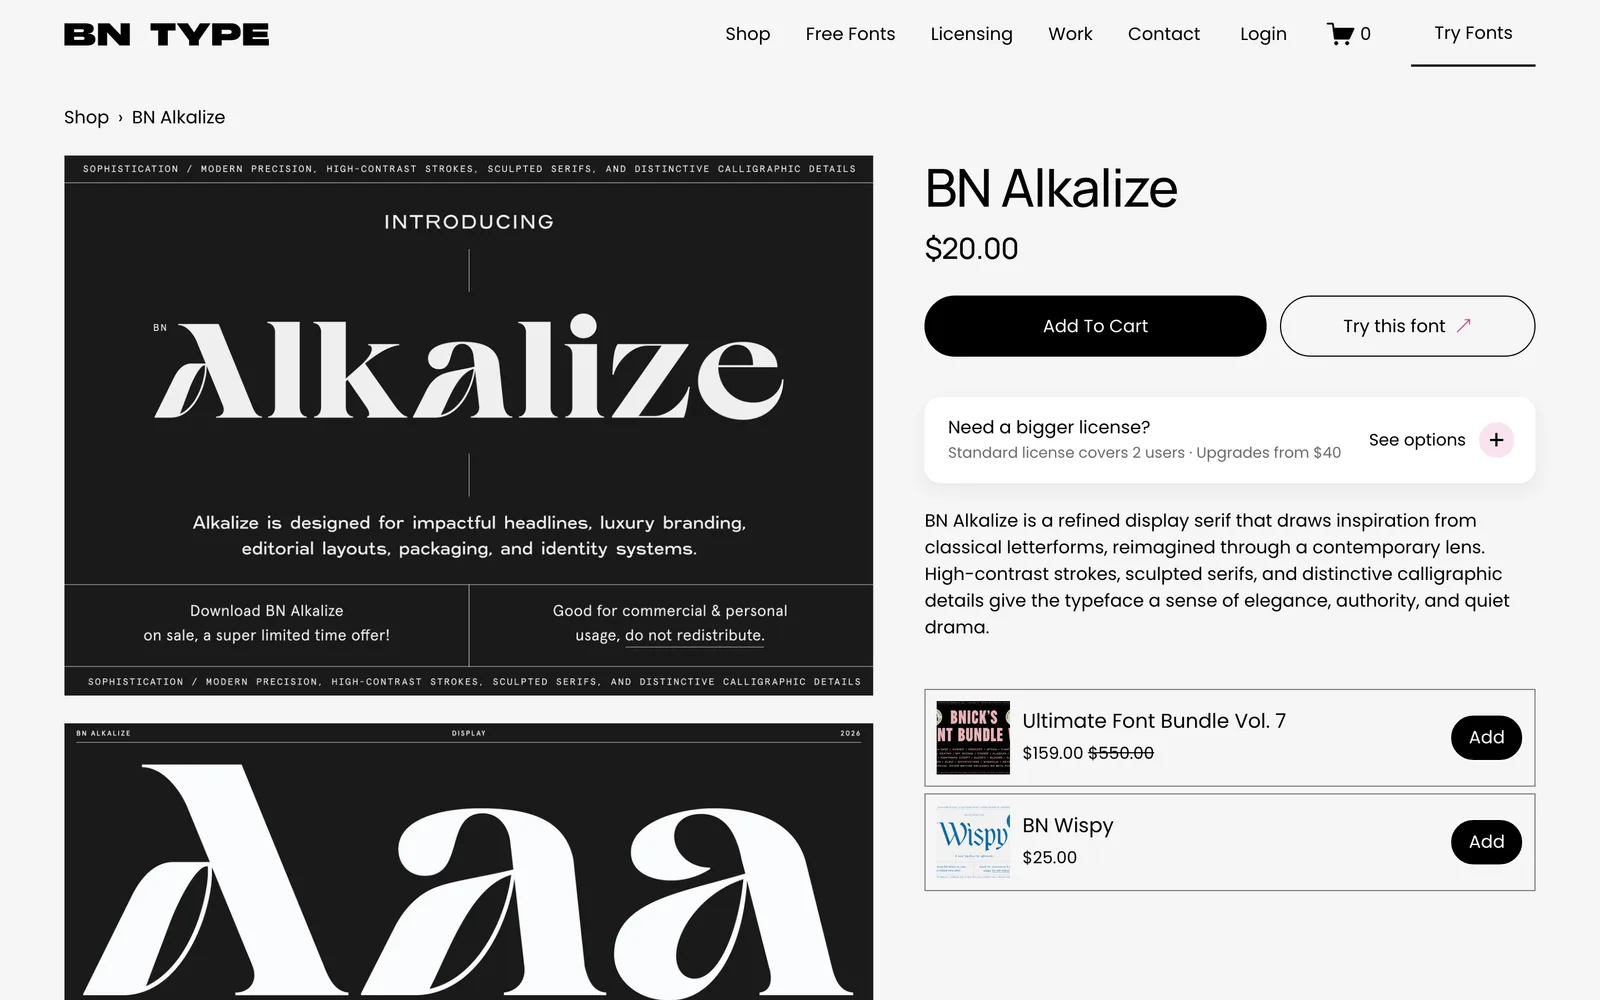 BN TYPE
Shop
Free Fonts
Licensing
Work
Contact
Login
0
Try Fonts
Shop › BN Alkalize
SOPHISTICATION / MODERN PRECISION, HIGH-CONTRAST STROKES, SCULPTED SERIFS, AND DISTINCTIVE CALLIGRAPHIC DETAILS
INTRODUCING
BN
Alkalize
Alkalize is designed for impactful headlines, luxury branding,
editorial layouts, packaging, and identity systems.
Download BN Alkalize
on sale, a super limited time offer!
Good for commercial & personal
usage, do not redistribute.
SOPHISTICATION / MODERN PRECISION, HIGH-CONTRAST STROKES, SCULPTED SERIFS, AND DISTINCTIVE CALLIGRAPHIC DETAILS
BN ALKALIZE
DISPLAY
2026
Aaa
BN Alkalize
$20.00
Add To Cart
Try this font
Need a bigger license?
Standard license covers 2 users · Upgrades from $40
See options
BN Alkalize is a refined display serif that draws inspiration from
classical letterforms, reimagined through a contemporary lens.
High-contrast strokes, sculpted serifs, and distinctive calligraphic
details give the typeface a sense of elegance, authority, and quiet
drama.
BNICK'S
NT BUNDLE
Ultimate Font Bundle Vol. 7
$159.00 $550.00
Add
Wispy
BN Wispy
$25.00
Add